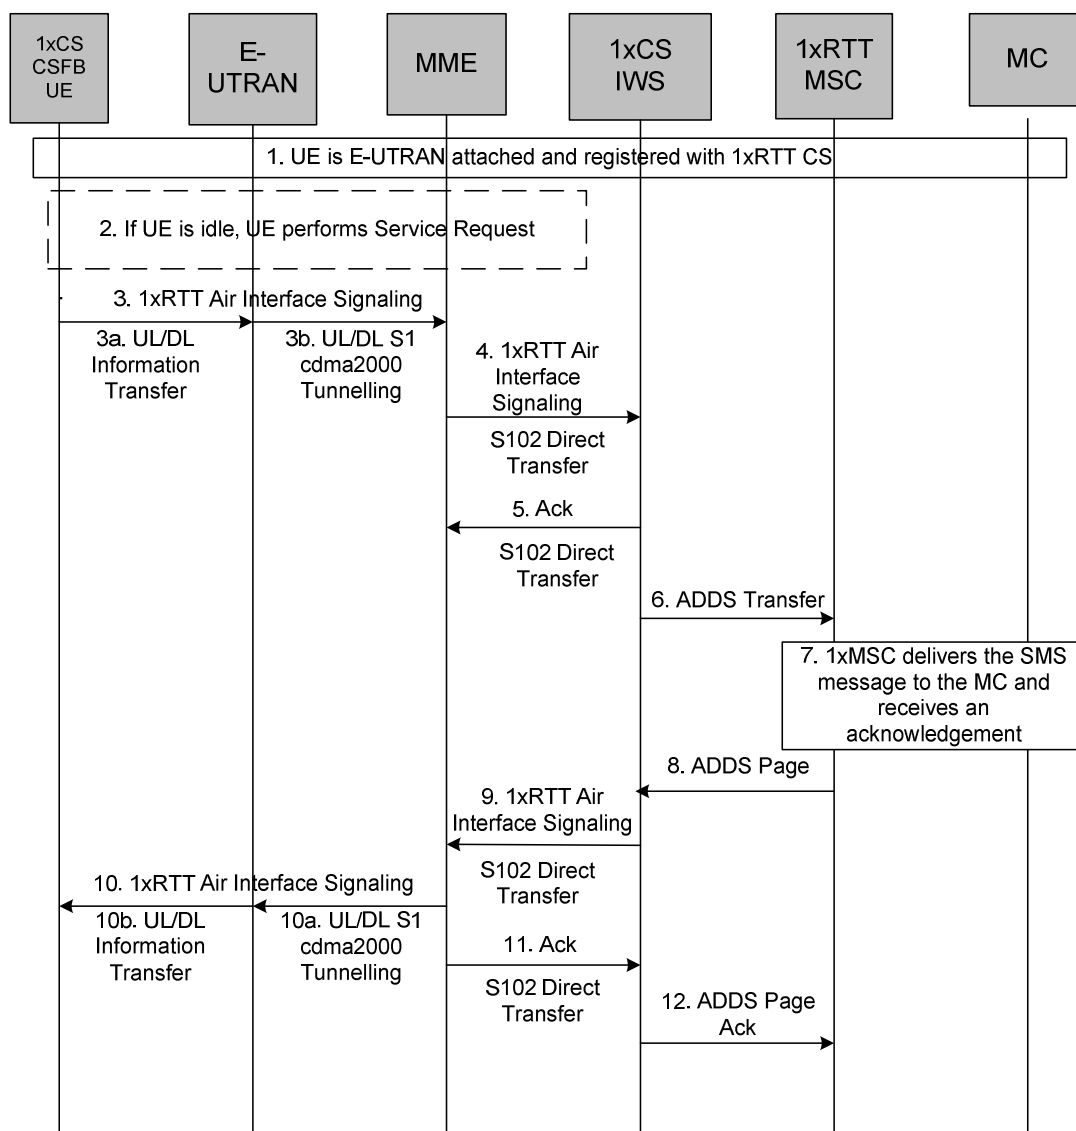 1xCS
CSFB
UE
E-
UTRAN
MME
1xCS
IWS
1xRTT
MSC
MC
1. UE is E-UTRAN attached and registered with 1xRTT CS
2. If UE is idle, UE performs Service Request
3. 1xRTT Air Interface Signaling
3a. UL/DL
Information
Transfer
3b. UL/DL S1
cdma2000
Tunnelling
4. 1xRTT Air
Interface
Signaling
S102 Direct
Transfer
5. Ack
S102 Direct
Transfer
6. ADDS Transfer
7. 1xMSC delivers the SMS
message to the MC and
receives an
acknowledgement
8. ADDS Page
9. 1xRTT Air
Interface Signaling
S102 Direct
Transfer
10. 1xRTT Air Interface Signaling
10b. UL/DL
Information
Transfer
10a. UL/DL S1
cdma2000
Tunnelling
11. Ack
S102 Direct
Transfer
12. ADDS Page
Ack